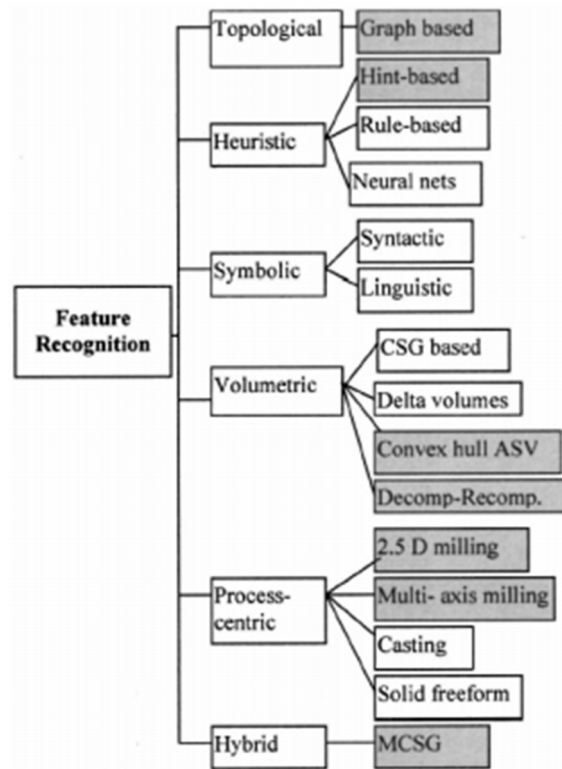 Feature
Recognition
Topological
Graph based
Heuristic
Hint-based
Rule-based
Neural nets
Symbolic
Syntactic
Linguistic
Volumetric
CSG based
Delta volumes
Convex hull ASV
Decomp-Recomp.
Process-
centric
2.5 D milling
Multi- axis milling
Casting
Solid freeform
Hybrid
MCSG